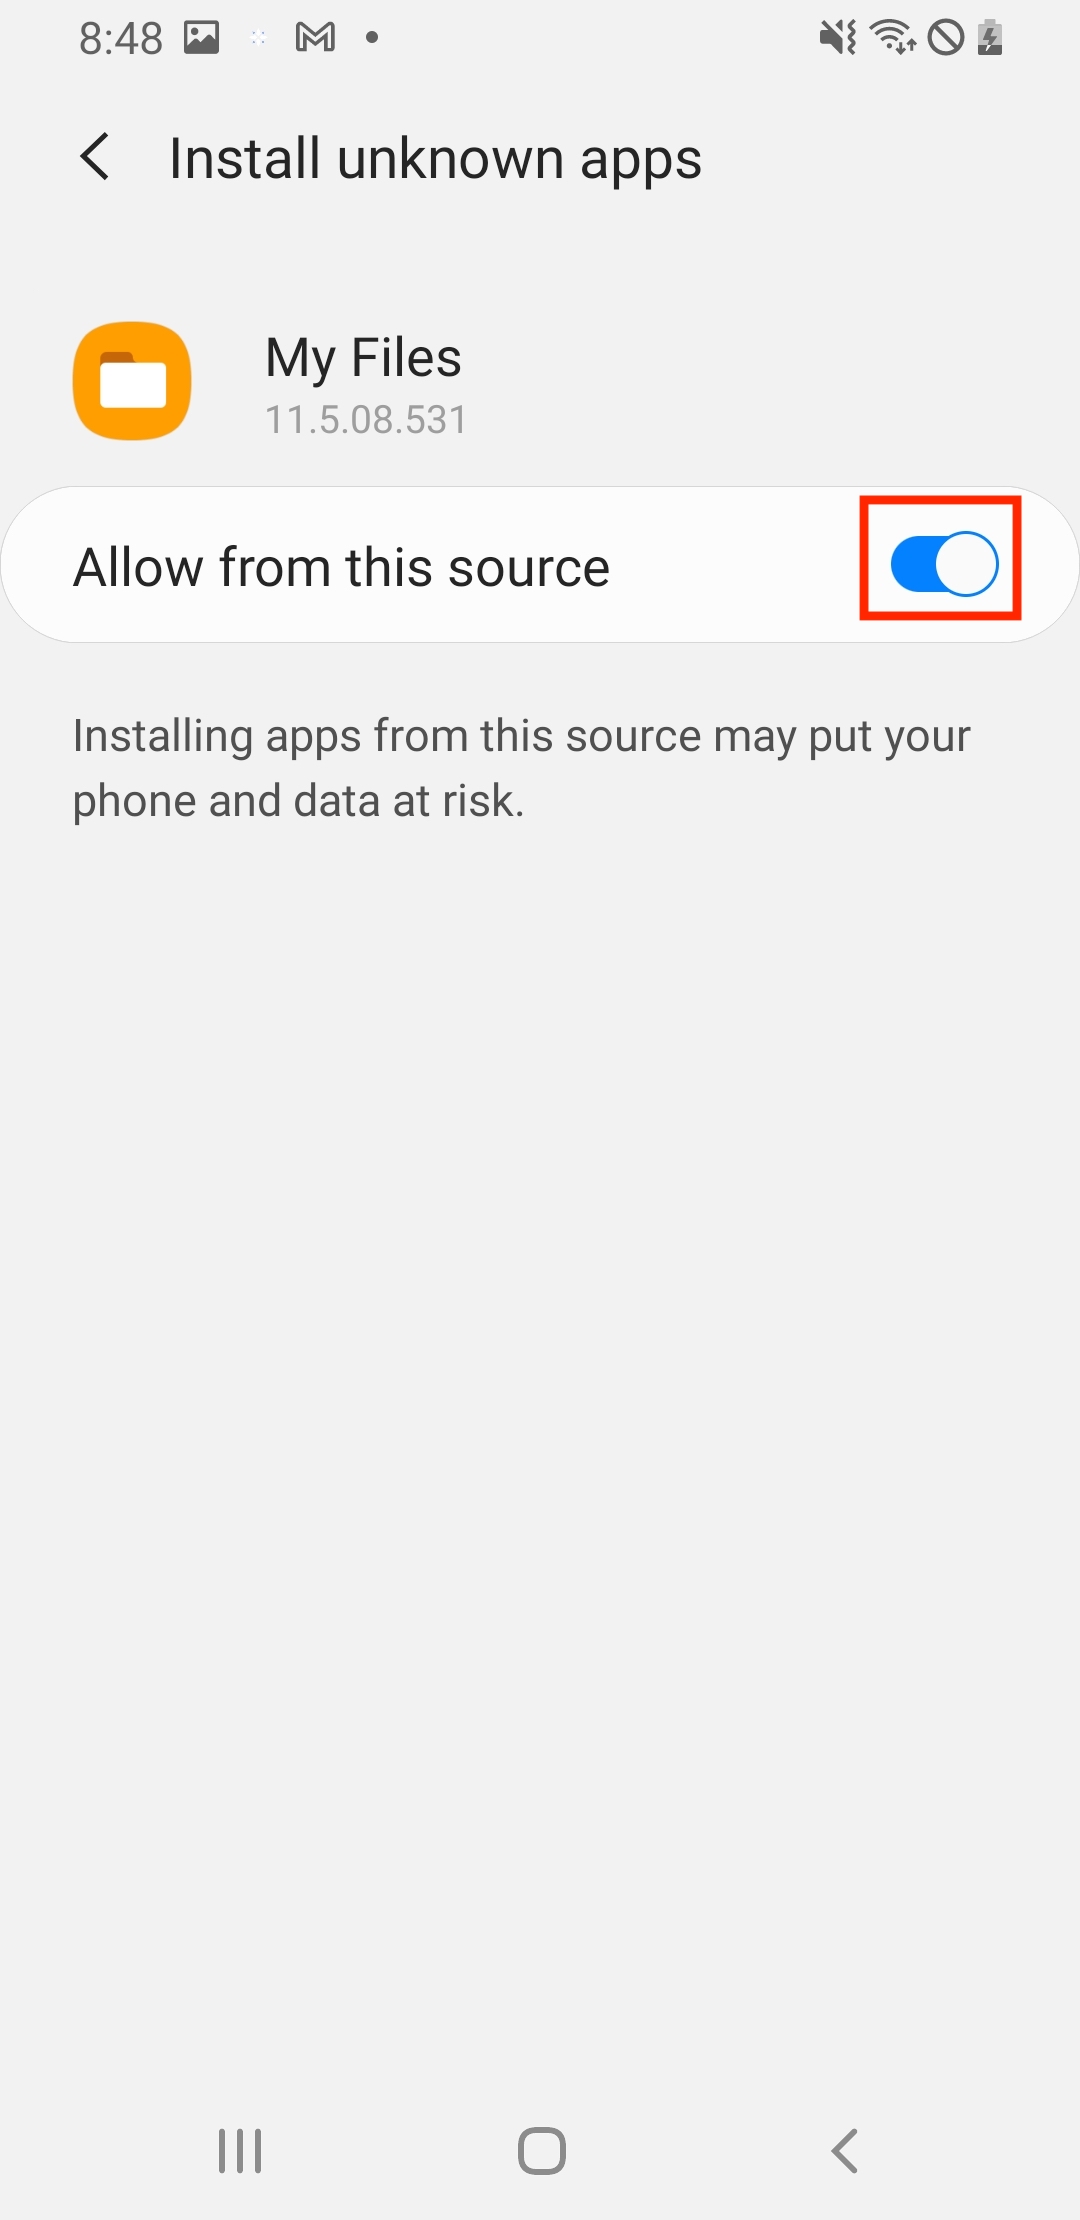 8:48
Install unknown apps
My Files
11.5.08.531
Allow from this source
Installing apps from this source may put your
phone and data at risk.